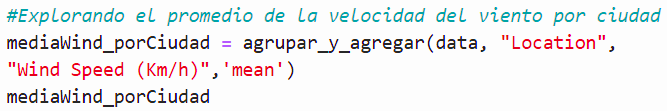 #Explorando el promedio de la velocidad del viento por ciudad
mediaWind_porCiudad = agrupar_y_agregar(data, "Location",
"Wind Speed (Km/h)",'mean')
mediaWind_porCiudad